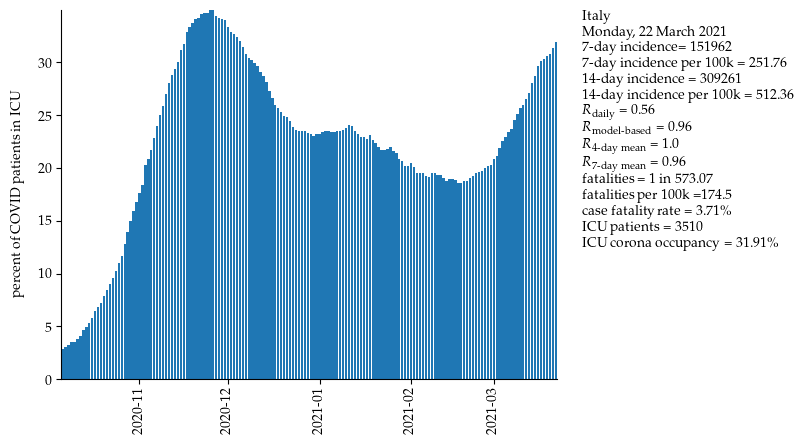 percent of COVID patients in ICU
30
25
20
15
10
5
0
2020-11
2020-12
2021-01
2021-02
2021-03
Italy
Monday, 22 March 2021
7-day incidence= 151962
7-day incidence per 100k = 251.76
14-day incidence = 309261
14-day incidence per 100k = 512.36
R daily = 0.56
R model-based = 0.96
R 4-day mean = 1.0
R 7-day mean = 0.96
fatalities = 1 in 573.07
fatalities per 100k =174.5
case fatality rate = 3.71%
ICU patients = 3510
ICU corona occupancy = 31.91%